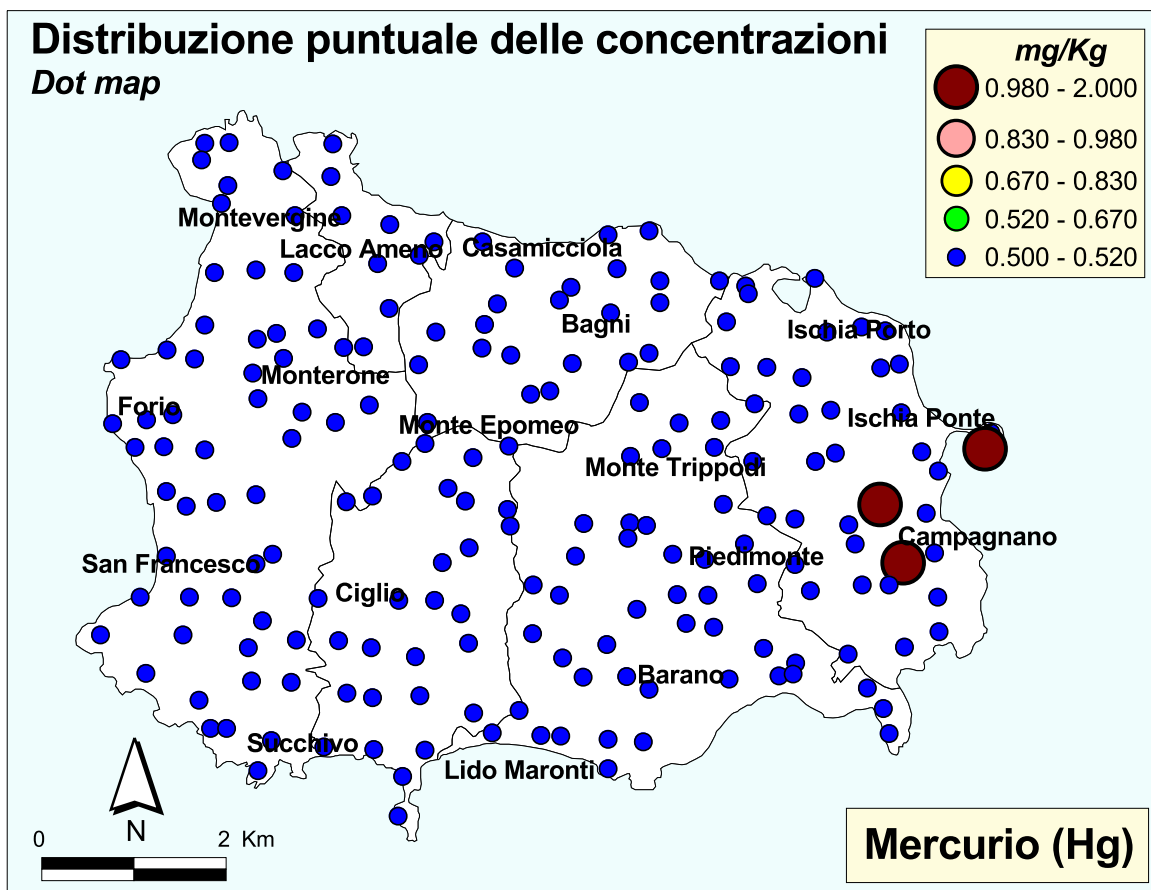 Distribuzione puntuale delle concentrazioni
Dot map
mg/Kg
0.980 - 2.000
0.830 - 0.980
0.670 - 0.830
0.520 - 0.670
0.500 - 0.520
Montevergine
Lacco Ameno
Casamicciola
Bagni
Ischia Porto
Monterone
Forio
Monte Epomeo
Ischia Ponte
Monte Trippodi
Campagnano
Piedimonte
San Francesco
Ciglio
Barano
Succhivo
Lido Maronti
N
0 2 Km
Mercurio (Hg)